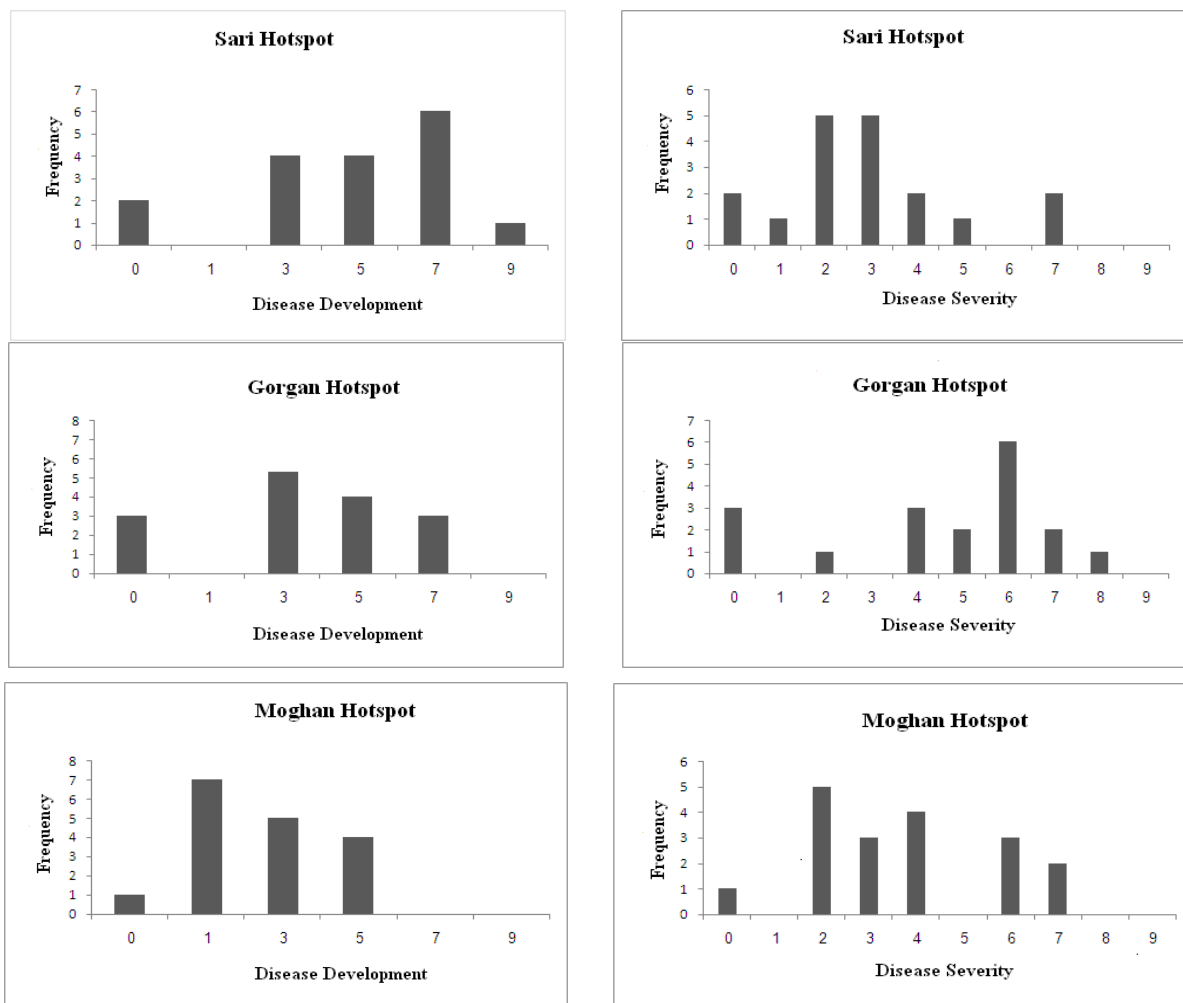 Sari Hotspot
Frequency
7
6
5
4
3
2
1
0
0 1 3 5 7 9
Disease Development
Sari Hotspot
Frequency
6
5
4
3
2
1
0
0 1 2 3 4 5 6 7 8 9
Disease Severity
Gorgan Hotspot
Frequency
8
7
6
5
4
3
2
1
0
0 1 3 5 7 9
Disease Development
Gorgan Hotspot
Frequency
7
6
5
4
3
2
1
0
0 1 2 3 4 5 6 7 8 9
Disease Severity
Moghan Hotspot
Frequency
8
7
6
5
4
3
2
1
0
0 1 3 5 7 9
Disease Development
Moghan Hotspot
Frequency
6
5
4
3
2
1
0
0 1 2 3 4 5 6 7 8 9
Disease Severity